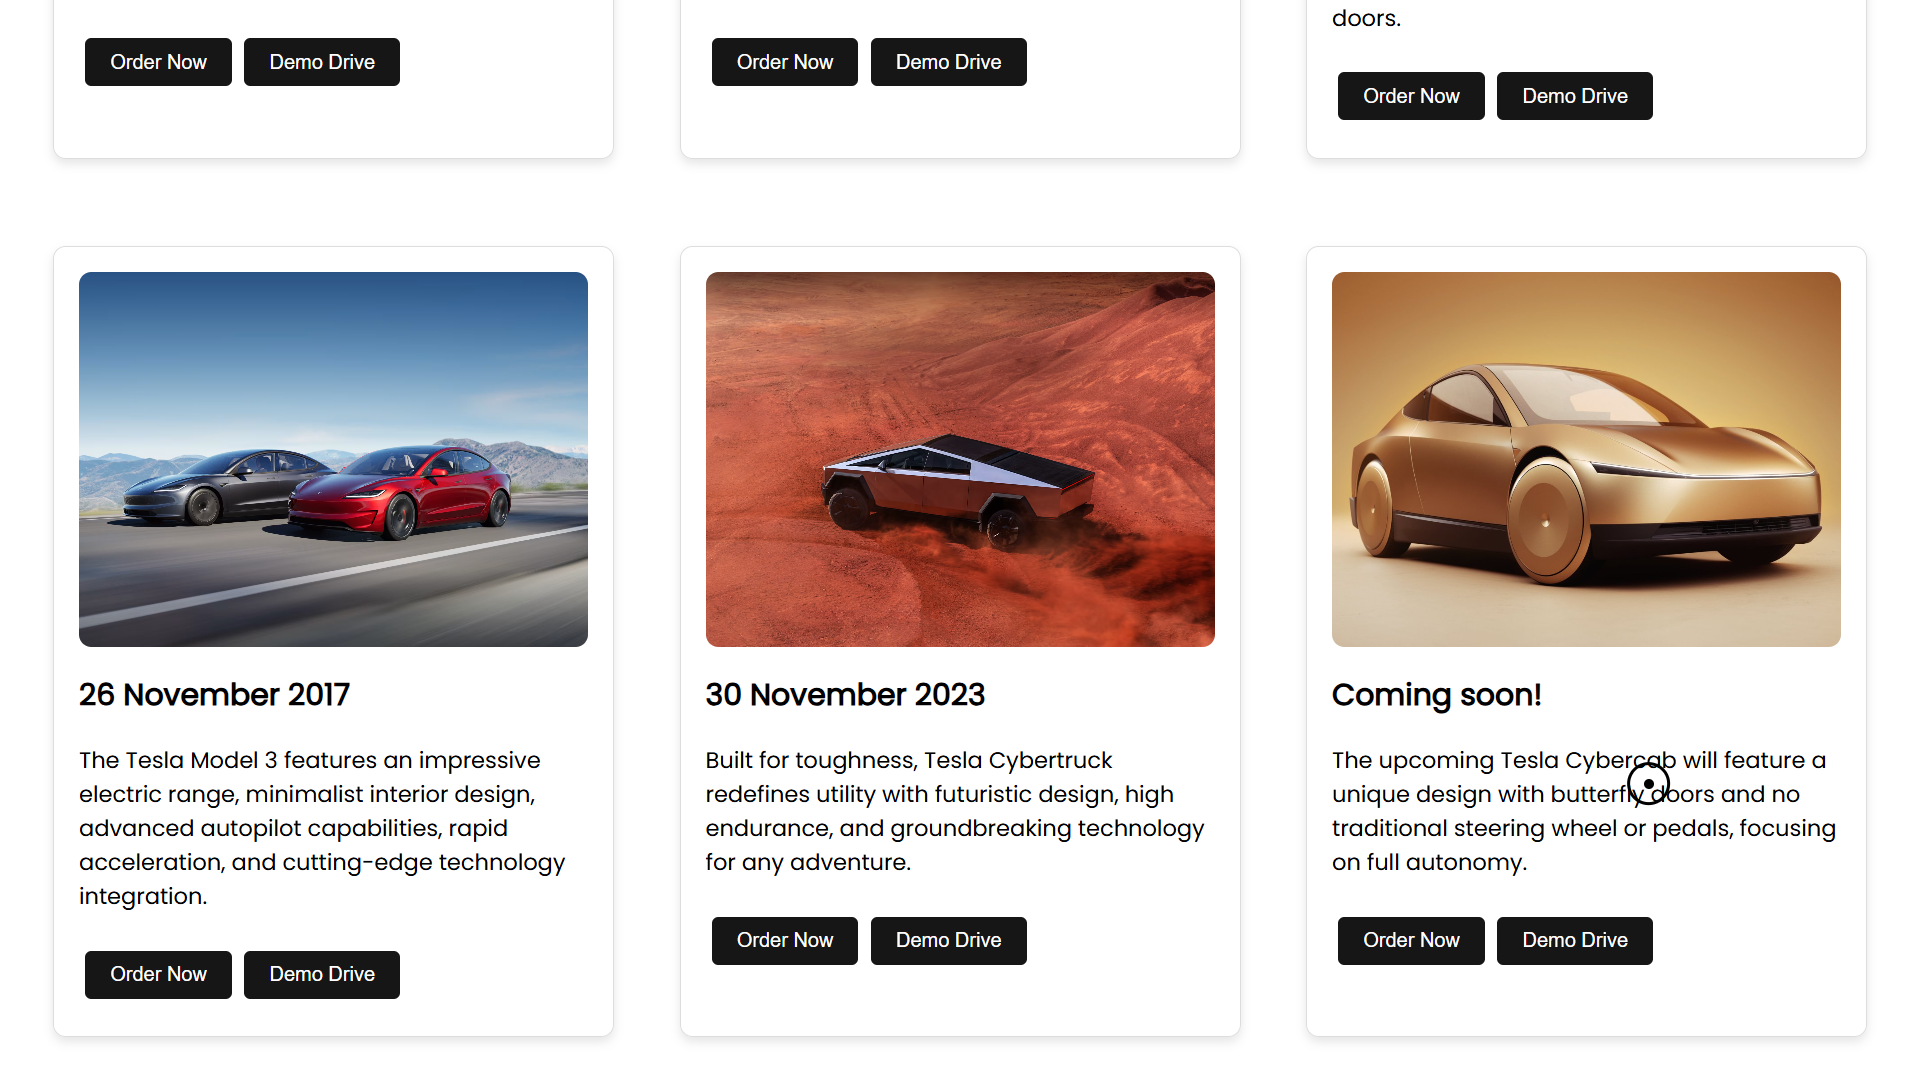 doors.
Order Now Demo Drive
Order Now Demo Drive
Order Now Demo Drive
26 November 2017
The Tesla Model 3 features an impressive
electric range, minimalist interior design,
advanced autopilot capabilities, rapid
acceleration, and cutting-edge technology
integration.
Order Now Demo Drive
30 November 2023
Built for toughness, Tesla Cybertruck
redefines utility with futuristic design, high
endurance, and groundbreaking technology
for any adventure.
Order Now Demo Drive
Coming soon!
The upcoming Tesla Cybercab will feature a
unique design with butterfly doors and no
traditional steering wheel or pedals, focusing
on full autonomy.
Order Now Demo Drive